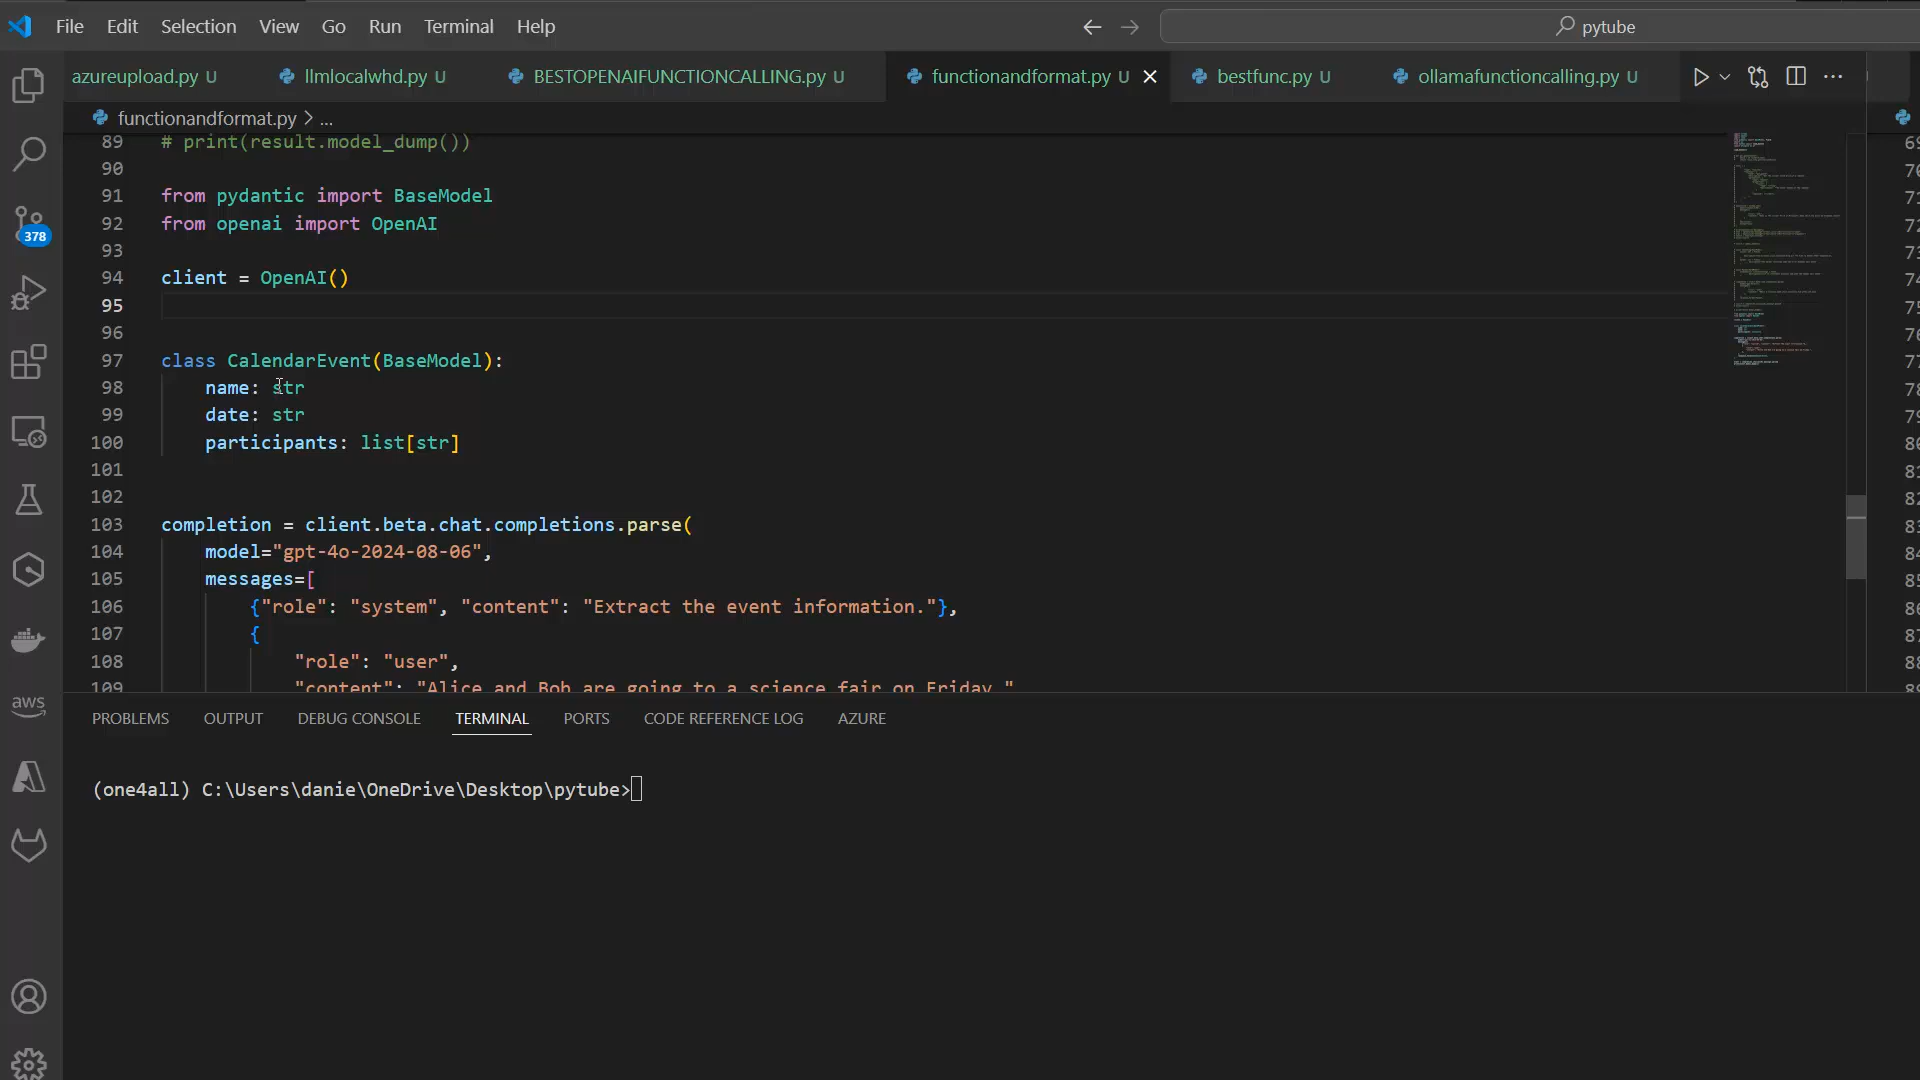 File Edit Selection View Go Run Terminal Help pytube
azureupload.py U llmlocalwhd.py U BESTOPENAIFUNCTIONCALLING.py U functionandformat.py U bestfunc.py U ollamafunctioncalling.py U
functionandformat.py > ...
89 # print(result.model_dump())
90
91 from pydantic import BaseModel
92 from openai import OpenAI
93
94 client = OpenAI()
95
96
97 class CalendarEvent(BaseModel):
98 name: str
99 date: str
100 participants: list[str]
101
102
103 completion = client.beta.chat.completions.parse(
104 model="gpt-4o-2024-08-06",
105 messages=[
106 {"role": "system", "content": "Extract the event information."},
107 {
108 "role": "user",
109 "content": "Alice and Bob are going to a science fair on Friday."
378
aws
PROBLEMS OUTPUT DEBUG CONSOLE TERMINAL PORTS CODE REFERENCE LOG AZURE
(one4all) C:\Users\danie\OneDrive\Desktop\pytube>